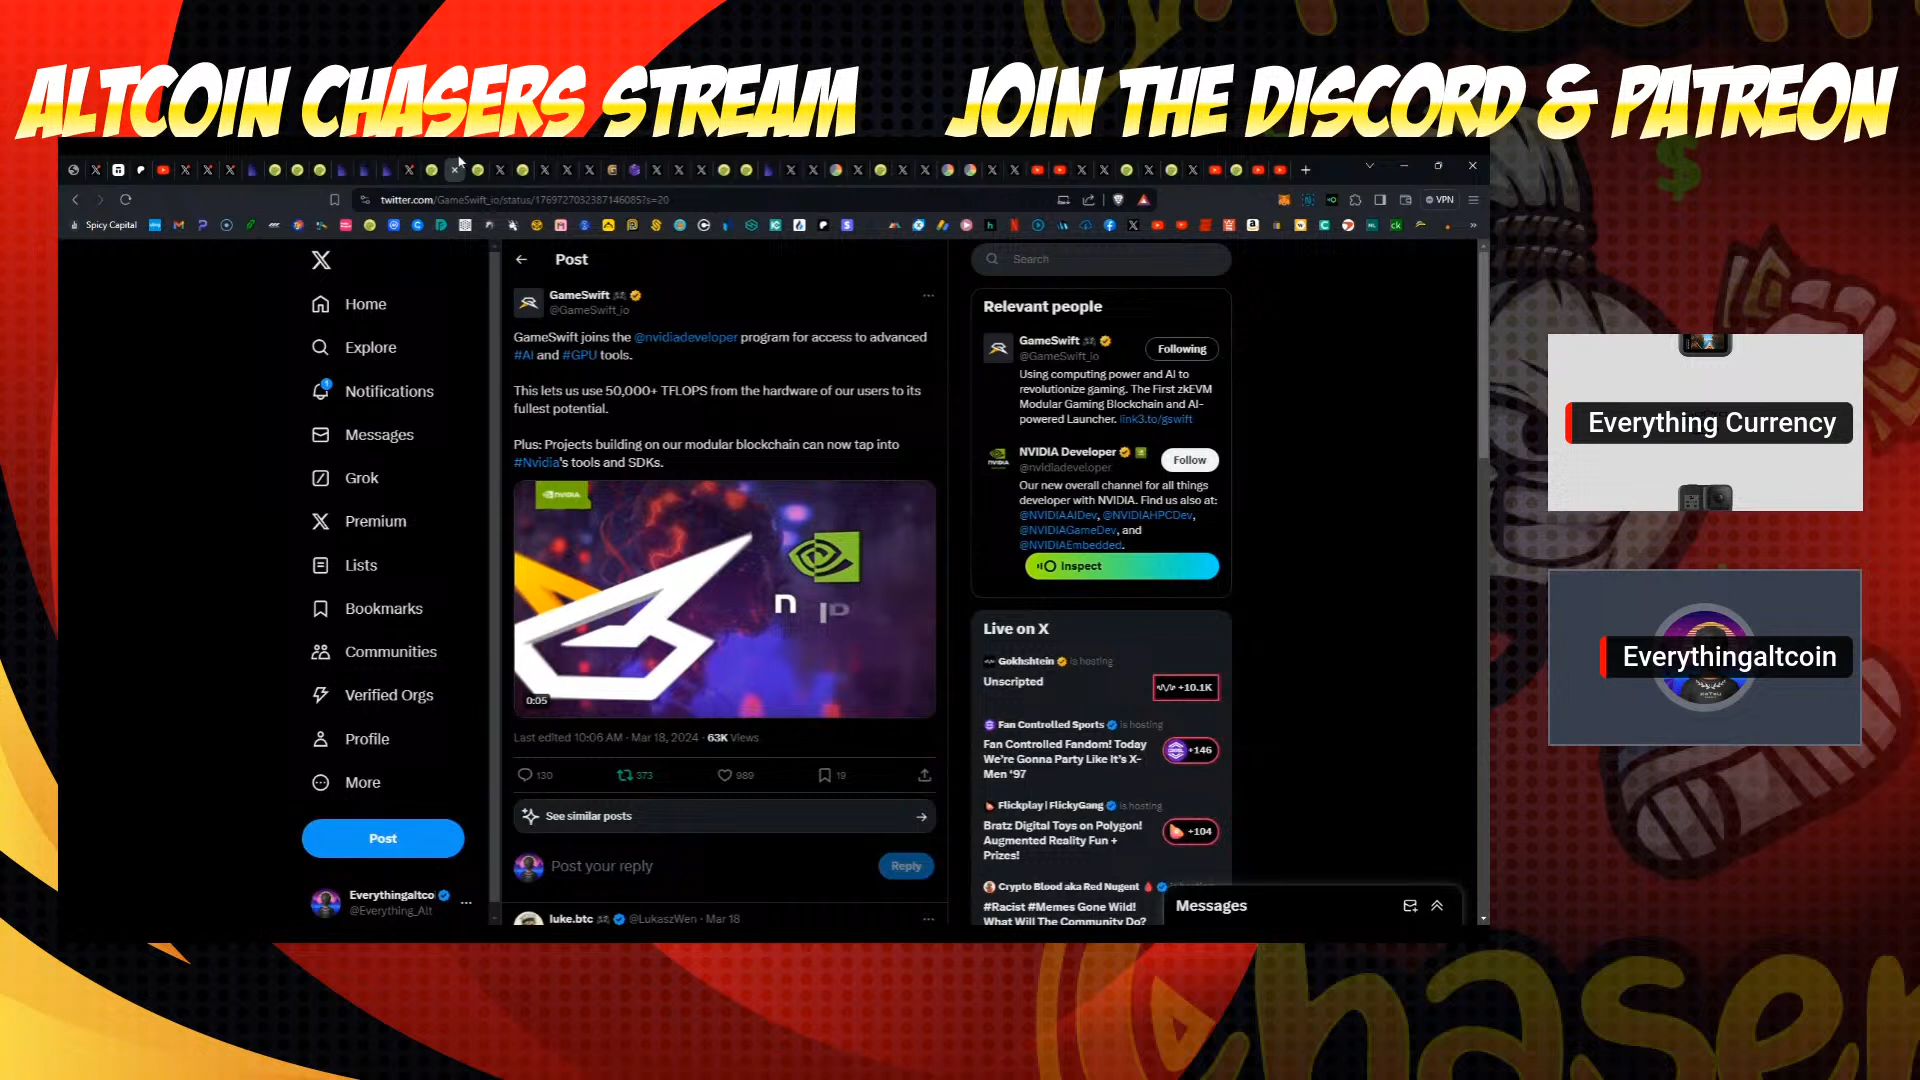 ALTCOIN CHASERS STREAM
JOIN THE DISCORD & PATREON
twitter.com/GameSwift_io/status/1769727032387146085?s=20
VPN
Spicy Capital
Post
Search
Home
Explore
Notifications
Messages
Grok
Premium
Lists
Bookmarks
Communities
Verified Orgs
Profile
More
Post
Everythingaltco
@Everything_Alt
GameSwift
@GameSwift_io
GameSwift joins the @nvidiadeveloper program for access to advanced
#AI and #GPU tools.
This lets us use 50,000+ TFLOPS from the hardware of our users to its
fullest potential.
Plus: Projects building on our modular blockchain can now tap into
#Nvidia's tools and SDKs.
NVIDIA
0:05
Last edited 10:06 AM · Mar 18, 2024 · 63K Views
130
373
989
19
See similar posts
Post your reply
Reply
luke.btc @LukaszWen · Mar 18
Relevant people
GameSwift
@GameSwift_io
Following
Using computing power and AI to
revolutionize gaming. The First zkEVM
Modular Gaming Blockchain and AI-
powered Launcher. link3.to/gswift
NVIDIA Developer
@nvidiadeveloper
Follow
Our new overall channel for all things
developer with NVIDIA. Find us also at:
@NVIDIAAIDev, @NVIDIAHPCDev,
@NVIDIAGameDev, and
@NVIDIAEmbedded.
Inspect
Live on X
Gokhshtein is hosting
Unscripted
+10.1K
Fan Controlled Sports is hosting
Fan Controlled Fandom! Today
We're Gonna Party Like It's X-
Men '97
+146
Flickplay | FlickyGang is hosting
Bratz Digital Toys on Polygon!
Augmented Reality Fun +
Prizes!
+104
Crypto Blood aka Red Nugent
#Racist #Memes Gone Wild!
What Will The Community Do?
Messages
Everything Currency
Everythingaltcoin